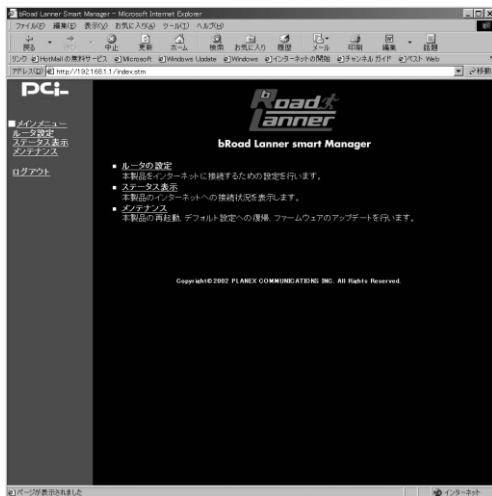 bRoad Lanner Smart Manager - Microsoft Internet Explorer
ファイル(F) 編集(E) 表示(V) お気に入り(A) ツール(T) ヘルプ(H)
戻る 中止 更新 ホーム 検索 お気に入り 履歴 メール 印刷 編集 話題
リンク HotMail の無料サービス Microsoft Windows Update Windows インターネットの開始 チャンネル ガイド ベスト Web
アドレス(D) http://192.168.1.1/index.stm 移動
PCi
bRoad Lanner
bRoad Lanner smart Manager
メインメニュー
ルータ設定
ステータス表示
メンテナンス
ログアウト
ルータの設定
本製品をインターネットに接続するための設定を行います。
ステータス表示
本製品のインターネットへの接続状況を表示します。
メンテナンス
本製品の再起動、デフォルト設定への復帰、ファームウェアのアップデートを行います。
Copyright© 2002 PLANEX COMMUNICATIONS INC. All Rights Reserved.
ページが表示されました インターネット